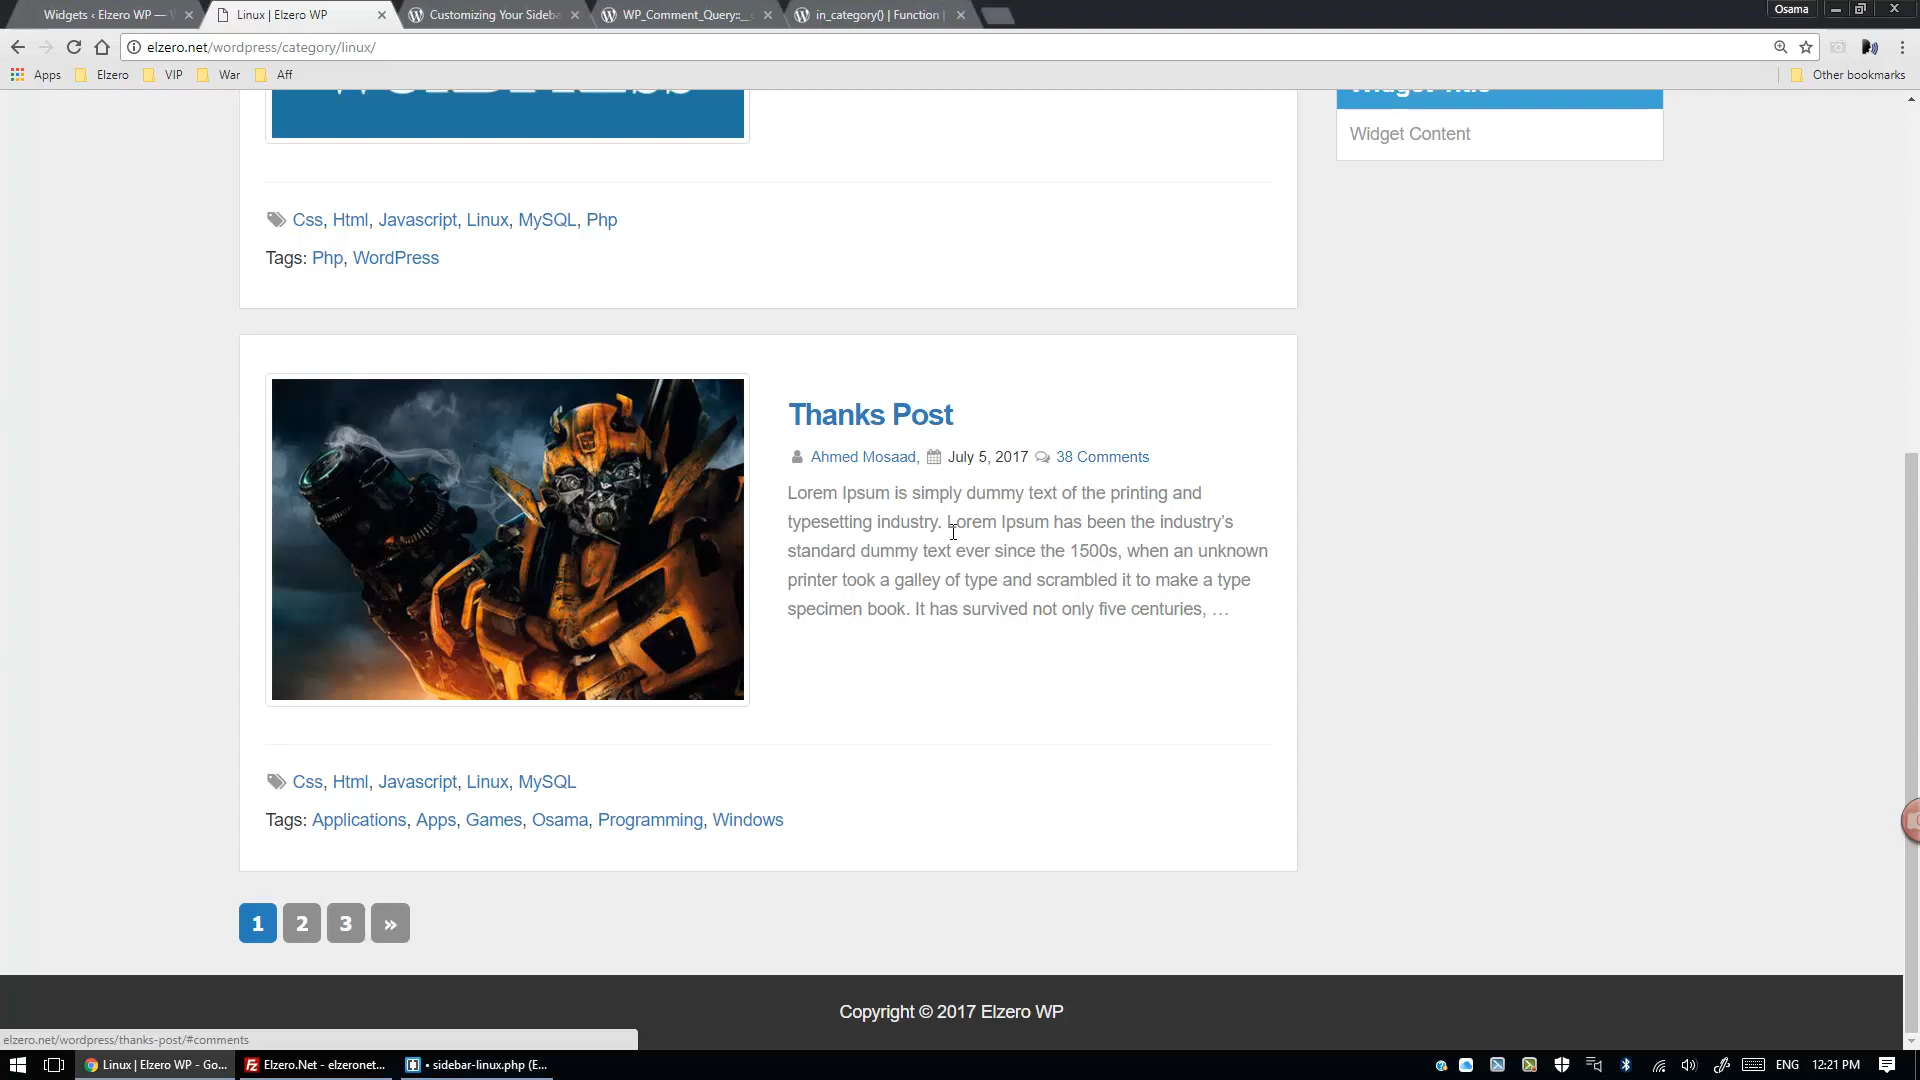 Widgets ‹ Elzero WP —
Linux | Elzero WP
Customizing Your Sideba
WP_Comment_Query::__
in_category() | Function |
Osama
elzero.net/wordpress/category/linux/
Apps
Elzero
VIP
War
Aff
Other bookmarks
Widget Title
Widget Content
Css, Html, Javascript, Linux, MySQL, Php
Tags: Php, WordPress
Thanks Post
Ahmed Mosaad, July 5, 2017 38 Comments
Lorem Ipsum is simply dummy text of the printing and
typesetting industry. Lorem Ipsum has been the industry’s
standard dummy text ever since the 1500s, when an unknown
printer took a galley of type and scrambled it to make a type
specimen book. It has survived not only five centuries, …
Css, Html, Javascript, Linux, MySQL
Tags: Applications, Apps, Games, Osama, Programming, Windows
1 2 3 »
Copyright © 2017 Elzero WP
elzero.net/wordpress/thanks-post/#comments
Linux | Elzero WP - Go...
Elzero.Net - elzeronet...
• sidebar-linux.php (E...
ENG
12:21 PM